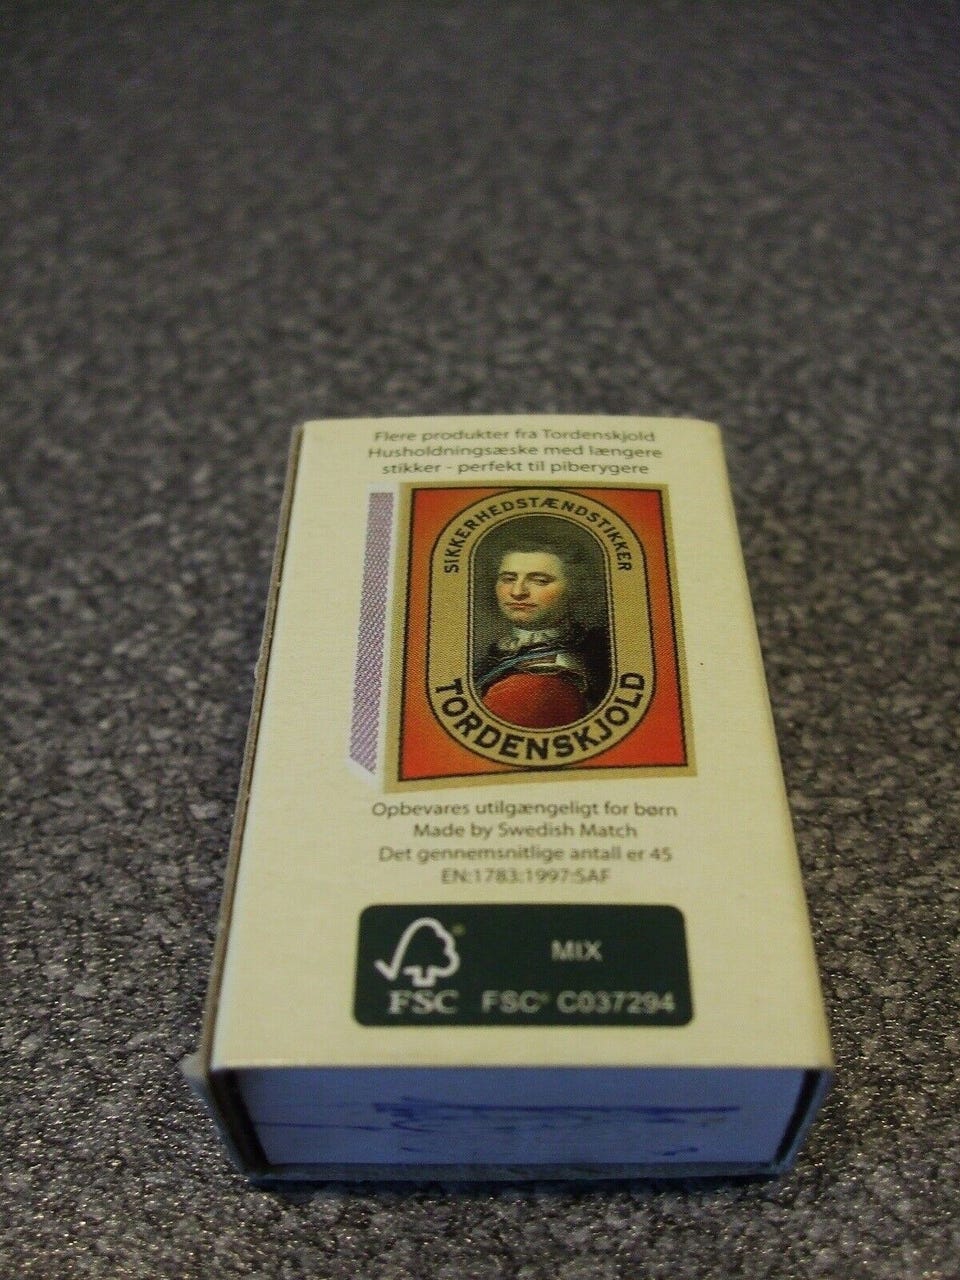 Flere produkter fra Tordenskjold
Husholdningsæske med længere
stikker - perfekt til piberygere
SIKKERHEDSTÆNDSTIKKER
TORDENSKJOLD
Opbevares utilgængeligt for børn
Made by Swedish Match
Det gennemsnitlige antall er 45
EN:1783:1997:SAF
MIX
FSC FSC® C037294